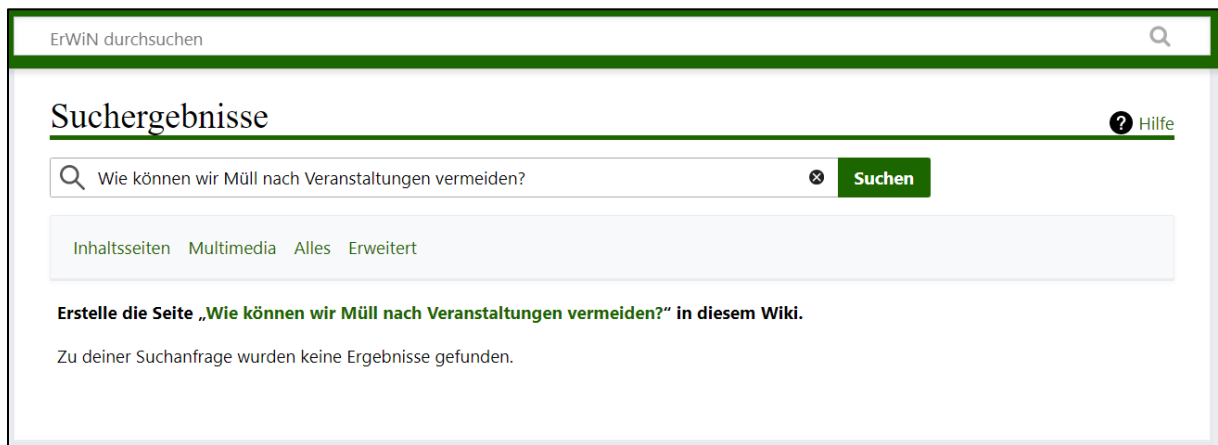 ErWiN durchsuchen
Suchergebnisse
Hilfe
Wie können wir Müll nach Veranstaltungen vermeiden?
Suchen
Inhaltsseiten Multimedia Alles Erweitert
Erstelle die Seite „Wie können wir Müll nach Veranstaltungen vermeiden?“ in diesem Wiki.
Zu deiner Suchanfrage wurden keine Ergebnisse gefunden.